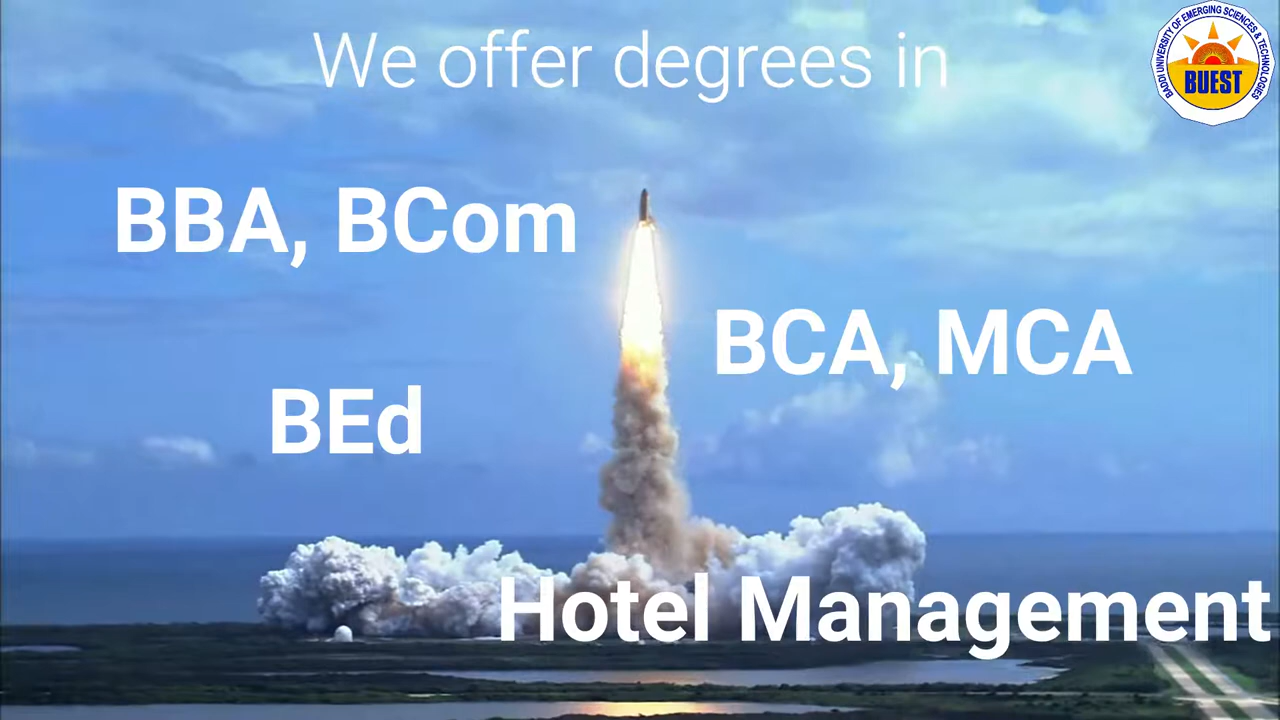 We offer degrees in
BADDI UNIVERSITY OF EMERGING SCIENCES & TECHNOLOGIES
BUEST
BBA, BCom
BCA, MCA
BEd
Hotel Management